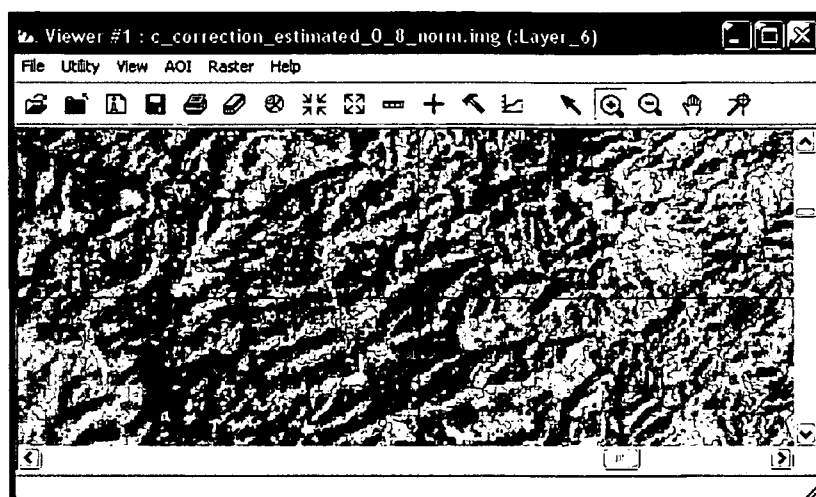 Viewer #1 : c_correction_estimated_0_8_norm.img (:Layer_6)
File Utility View AOI Raster Help